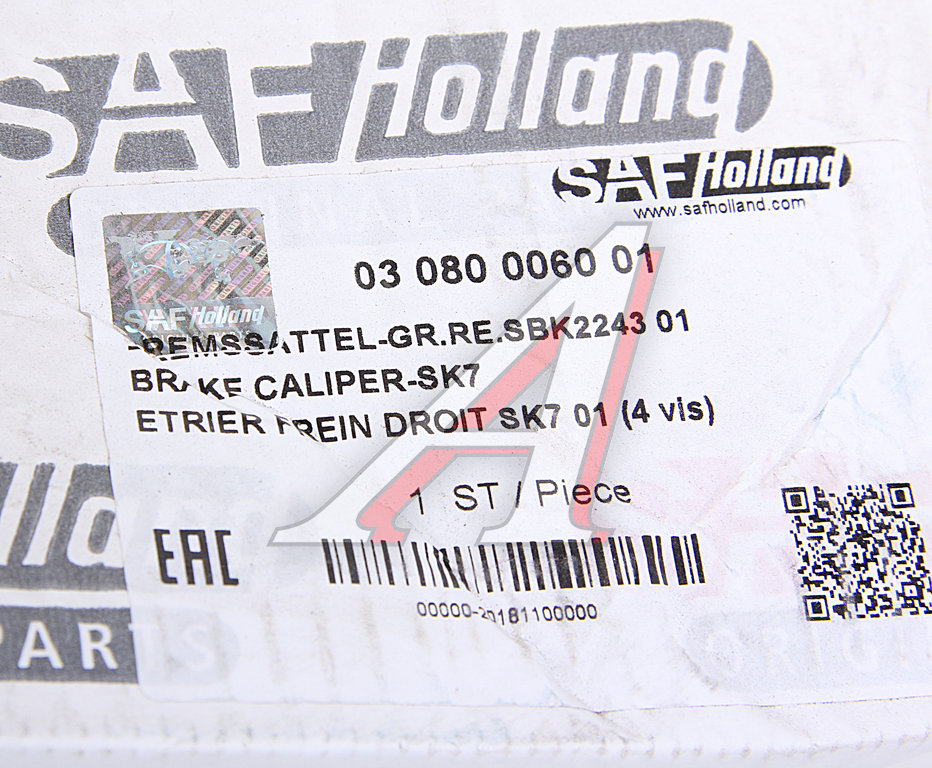 SAF Holland
SAF Holland
www.safholland.com
SAF Holland
03 080 0060 01
REMSSATTEL-GR.RE.SBK2243 01
BRAKE CALIPER-SK7
ETRIER FREIN DROIT SK7 01 (4 vis)
1 ST / Piece
EAC
00000-20181100000
PARTS